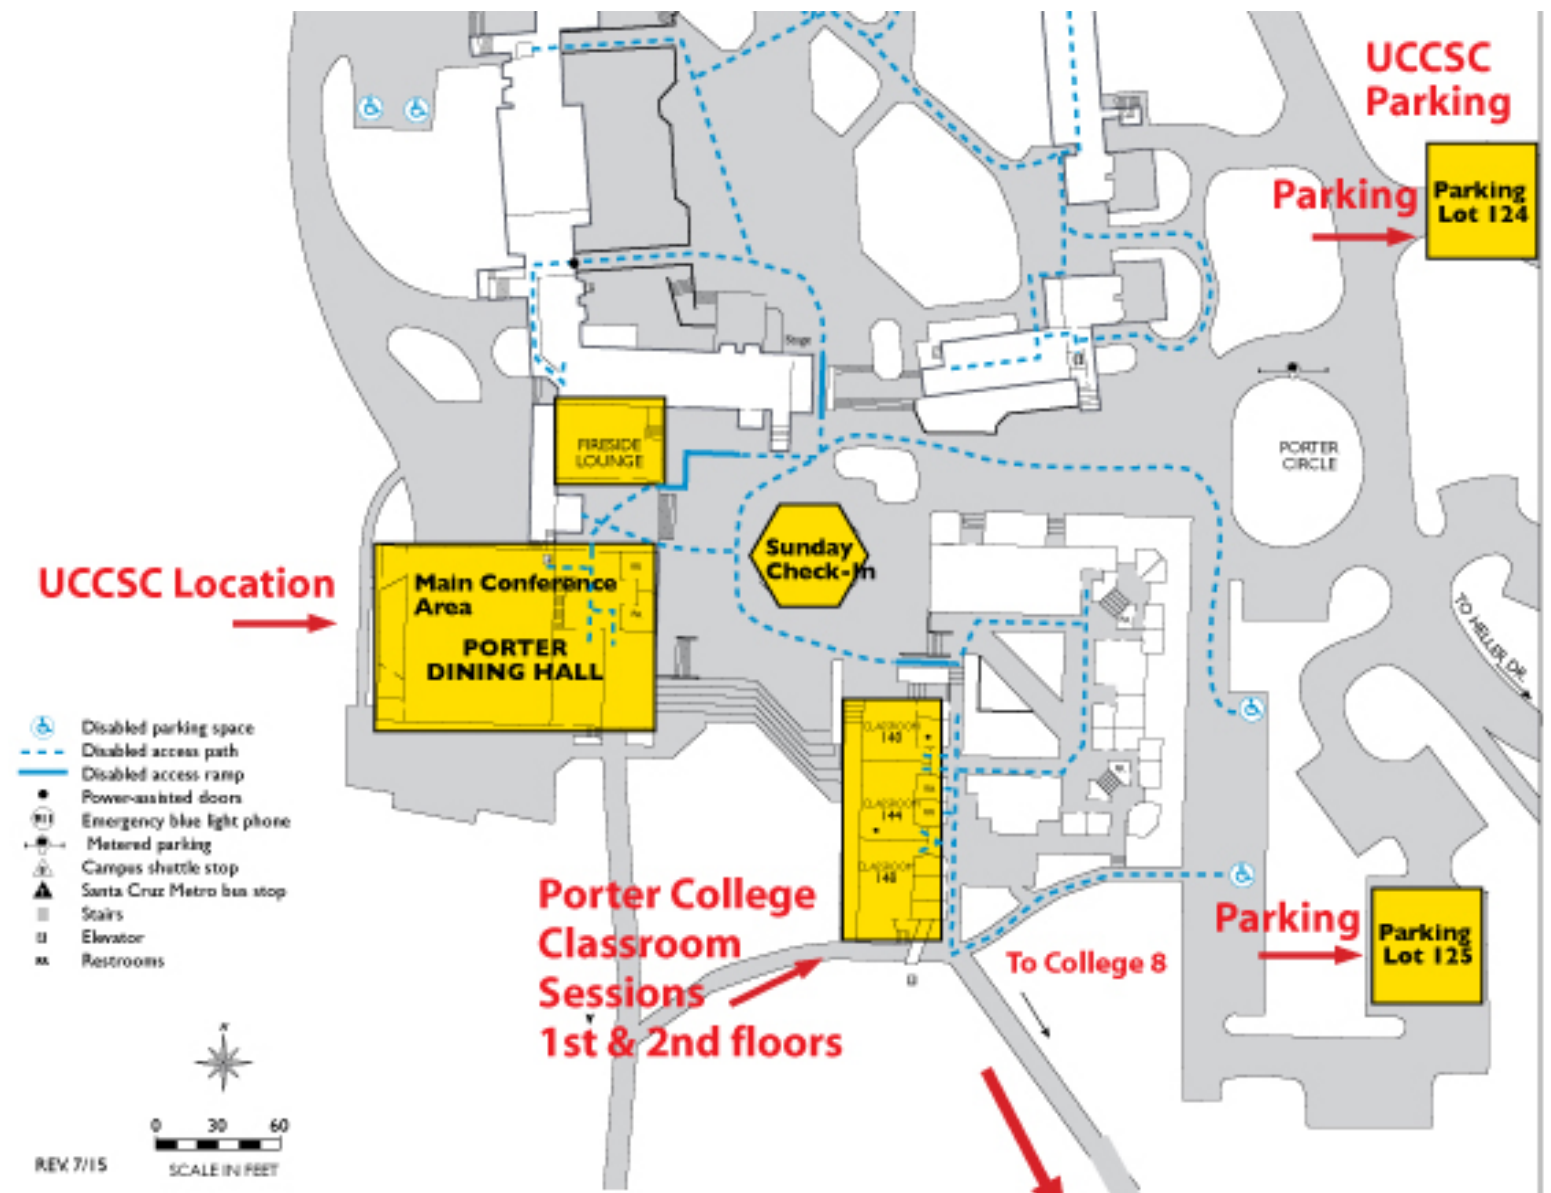 UCCSC
Parking
Parking
Parking
Lot 124
Stage
FIRESIDE
LOUNGE
PORTER
CIRCLE
Sunday
Check-In
UCCSC Location
Main Conference
Area
PORTER
DINING HALL
TO HELLER DR.
CLASSROOM
140
CLASSROOM
144
CLASSROOM
148
Disabled parking space
Disabled access path
Disabled access ramp
Power-assisted doors
Emergency blue light phone
Metered parking
Campus shuttle stop
Santa Cruz Metro bus stop
Stairs
Elevator
Restrooms
Porter College
Classroom
Sessions
1st & 2nd floors
To College 8
Parking
Parking
Lot 125
N
0 30 60
SCALE IN FEET
REV. 7/15